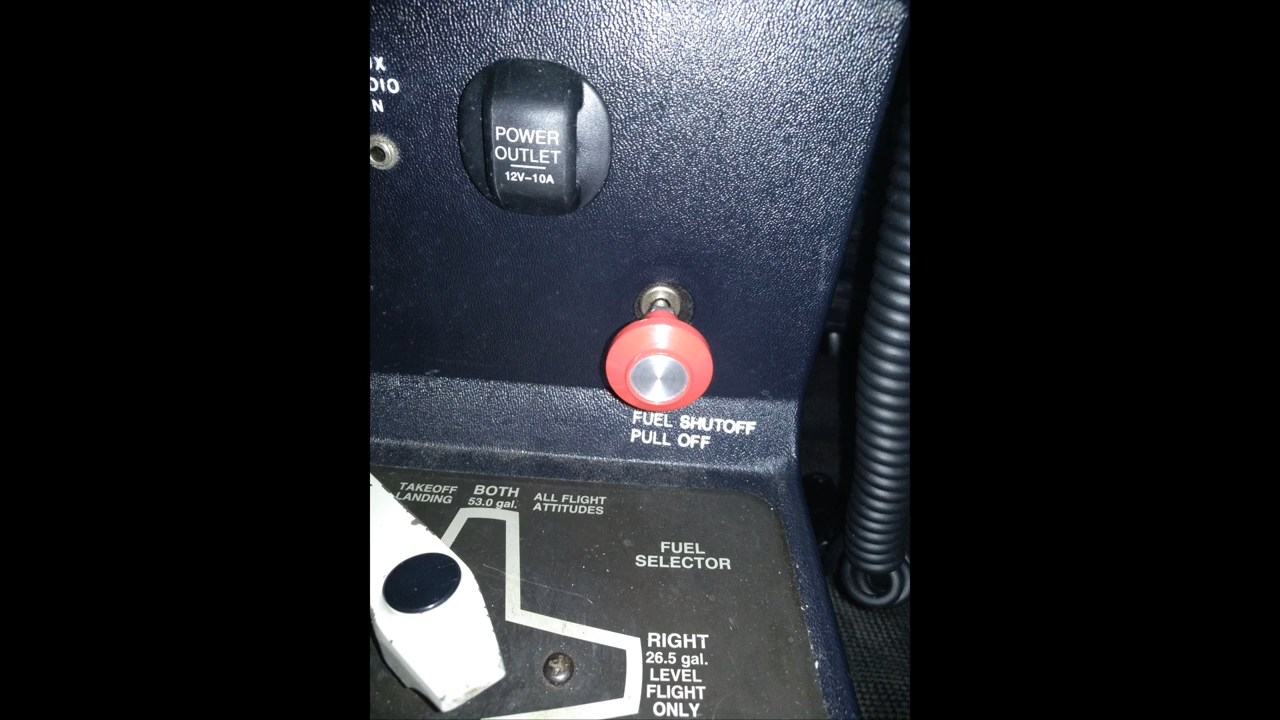 DIO
N
POWER
OUTLET
12V-10A
FUEL SHUTOFF
PULL OFF
TAKEOFF
LANDING
BOTH
53.0 gal.
ALL FLIGHT
ATTITUDES
FUEL
SELECTOR
RIGHT
26.5 gal.
LEVEL
FLIGHT
ONLY